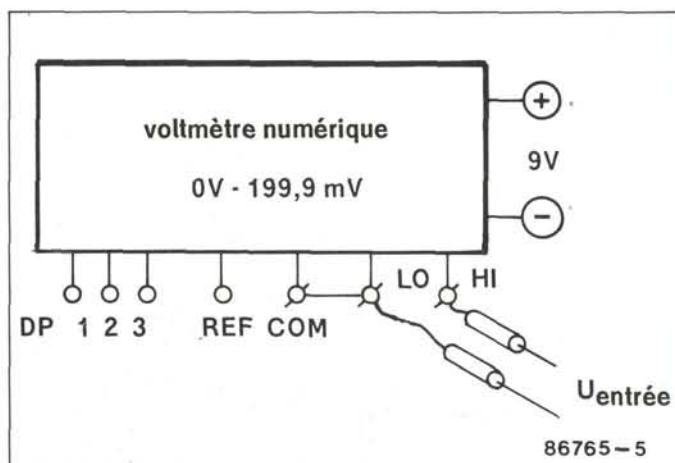 voltmètre numérique
0V - 199,9 mV
+
9V
−
LO HI
DP 1 2 3 REF COM
Uentrée
86765-5